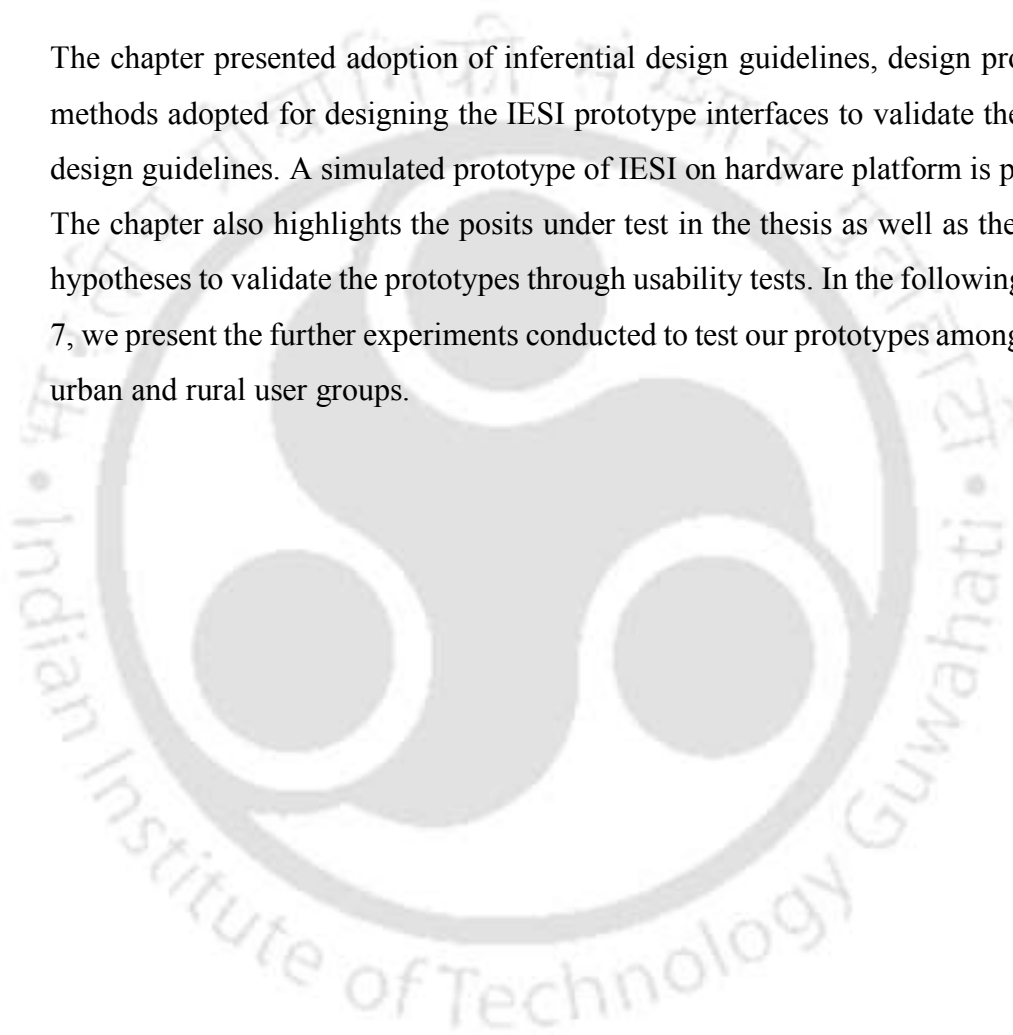 The chapter presented adoption of inferential design guidelines, design pro
methods adopted for designing the IESI prototype interfaces to validate the
design guidelines. A simulated prototype of IESI on hardware platform is p
The chapter also highlights the posits under test in the thesis as well as the
hypotheses to validate the prototypes through usability tests. In the following
7, we present the further experiments conducted to test our prototypes among
urban and rural user groups.
Indian Institute of Technology Guwahati